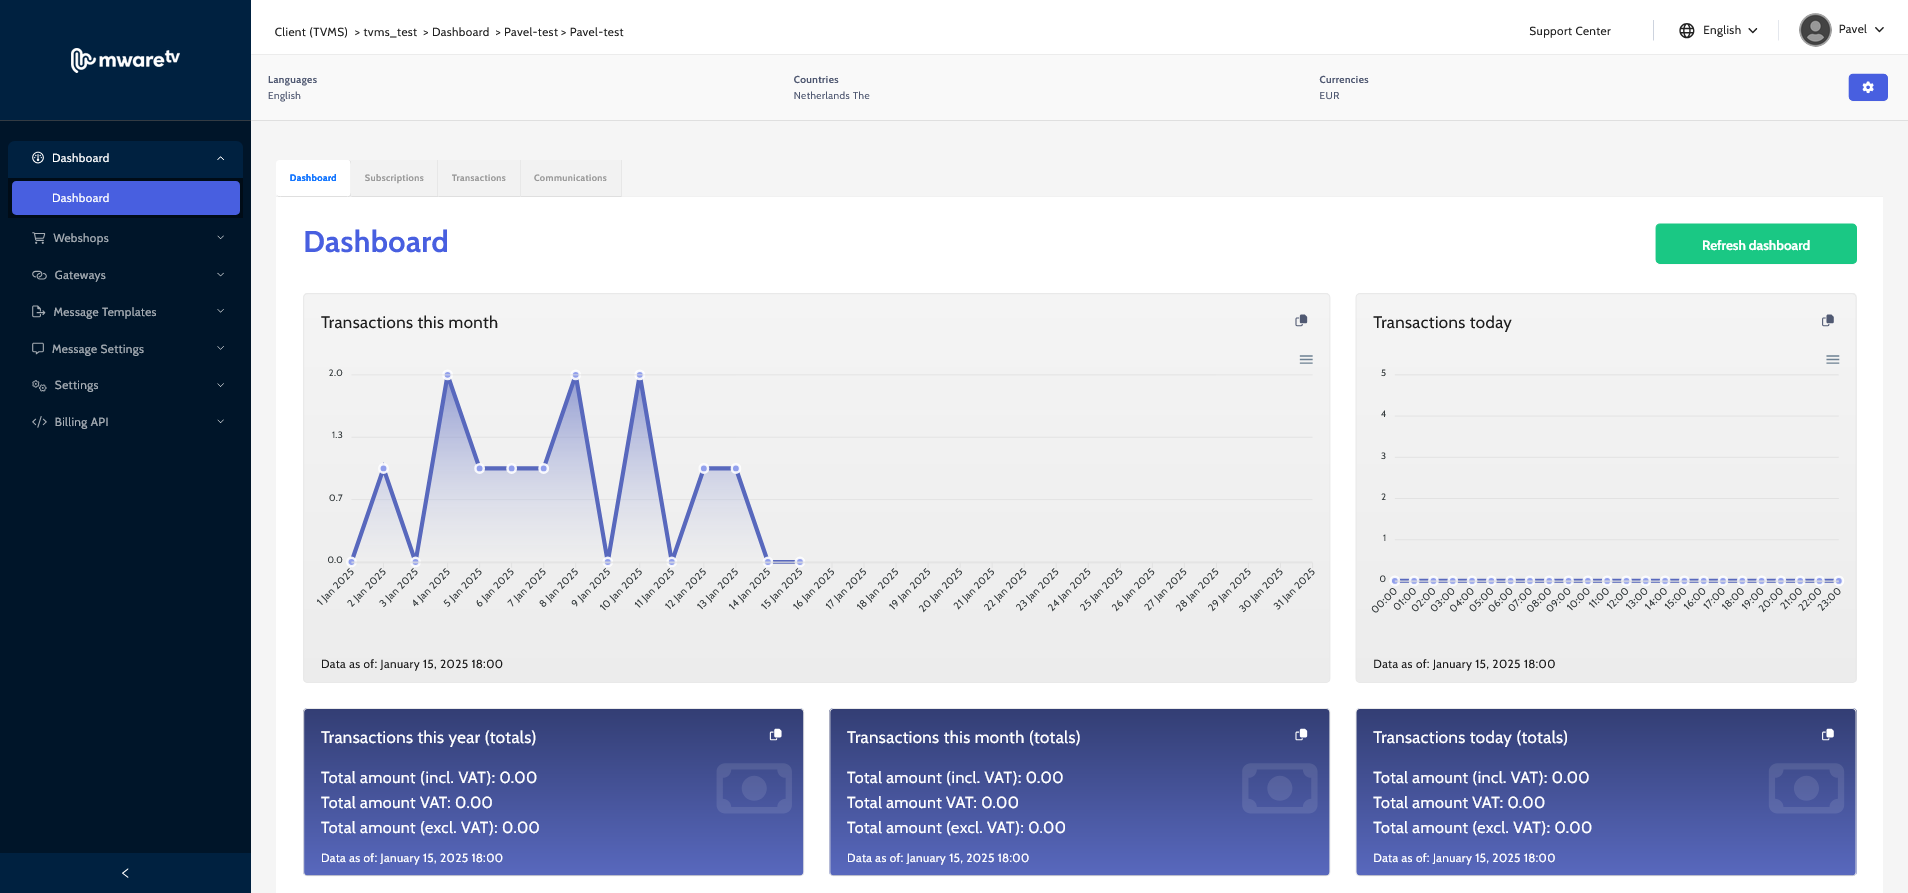 mwaretv
Client (TVMS) > tvms_test > Dashboard > Pavel-test > Pavel-test
Support Center
English
Pavel
Languages
English
Countries
Netherlands The
Currencies
EUR
Dashboard
Dashboard
Webshops
Gateways
Message Templates
Message Settings
Settings
Billing API
Dashboard
Subscriptions
Transactions
Communications
Dashboard
Refresh dashboard
Transactions this month
2.0
1.3
0.7
0.0
1 Jan 2025
2 Jan 2025
3 Jan 2025
4 Jan 2025
5 Jan 2025
6 Jan 2025
7 Jan 2025
8 Jan 2025
9 Jan 2025
10 Jan 2025
11 Jan 2025
12 Jan 2025
13 Jan 2025
14 Jan 2025
15 Jan 2025
16 Jan 2025
17 Jan 2025
18 Jan 2025
19 Jan 2025
20 Jan 2025
21 Jan 2025
22 Jan 2025
23 Jan 2025
24 Jan 2025
25 Jan 2025
26 Jan 2025
27 Jan 2025
28 Jan 2025
29 Jan 2025
30 Jan 2025
31 Jan 2025
Data as of: January 15, 2025 18:00
Transactions today
5
4
3
2
1
0
00:00
01:00
02:00
03:00
04:00
05:00
06:00
07:00
08:00
09:00
10:00
11:00
12:00
13:00
14:00
15:00
16:00
17:00
18:00
19:00
20:00
21:00
22:00
23:00
Data as of: January 15, 2025 18:00
Transactions this year (totals)
Total amount (incl. VAT): 0.00
Total amount VAT: 0.00
Total amount (excl. VAT): 0.00
Data as of: January 15, 2025 18:00
Transactions this month (totals)
Total amount (incl. VAT): 0.00
Total amount VAT: 0.00
Total amount (excl. VAT): 0.00
Data as of: January 15, 2025 18:00
Transactions today (totals)
Total amount (incl. VAT): 0.00
Total amount VAT: 0.00
Total amount (excl. VAT): 0.00
Data as of: January 15, 2025 18:00